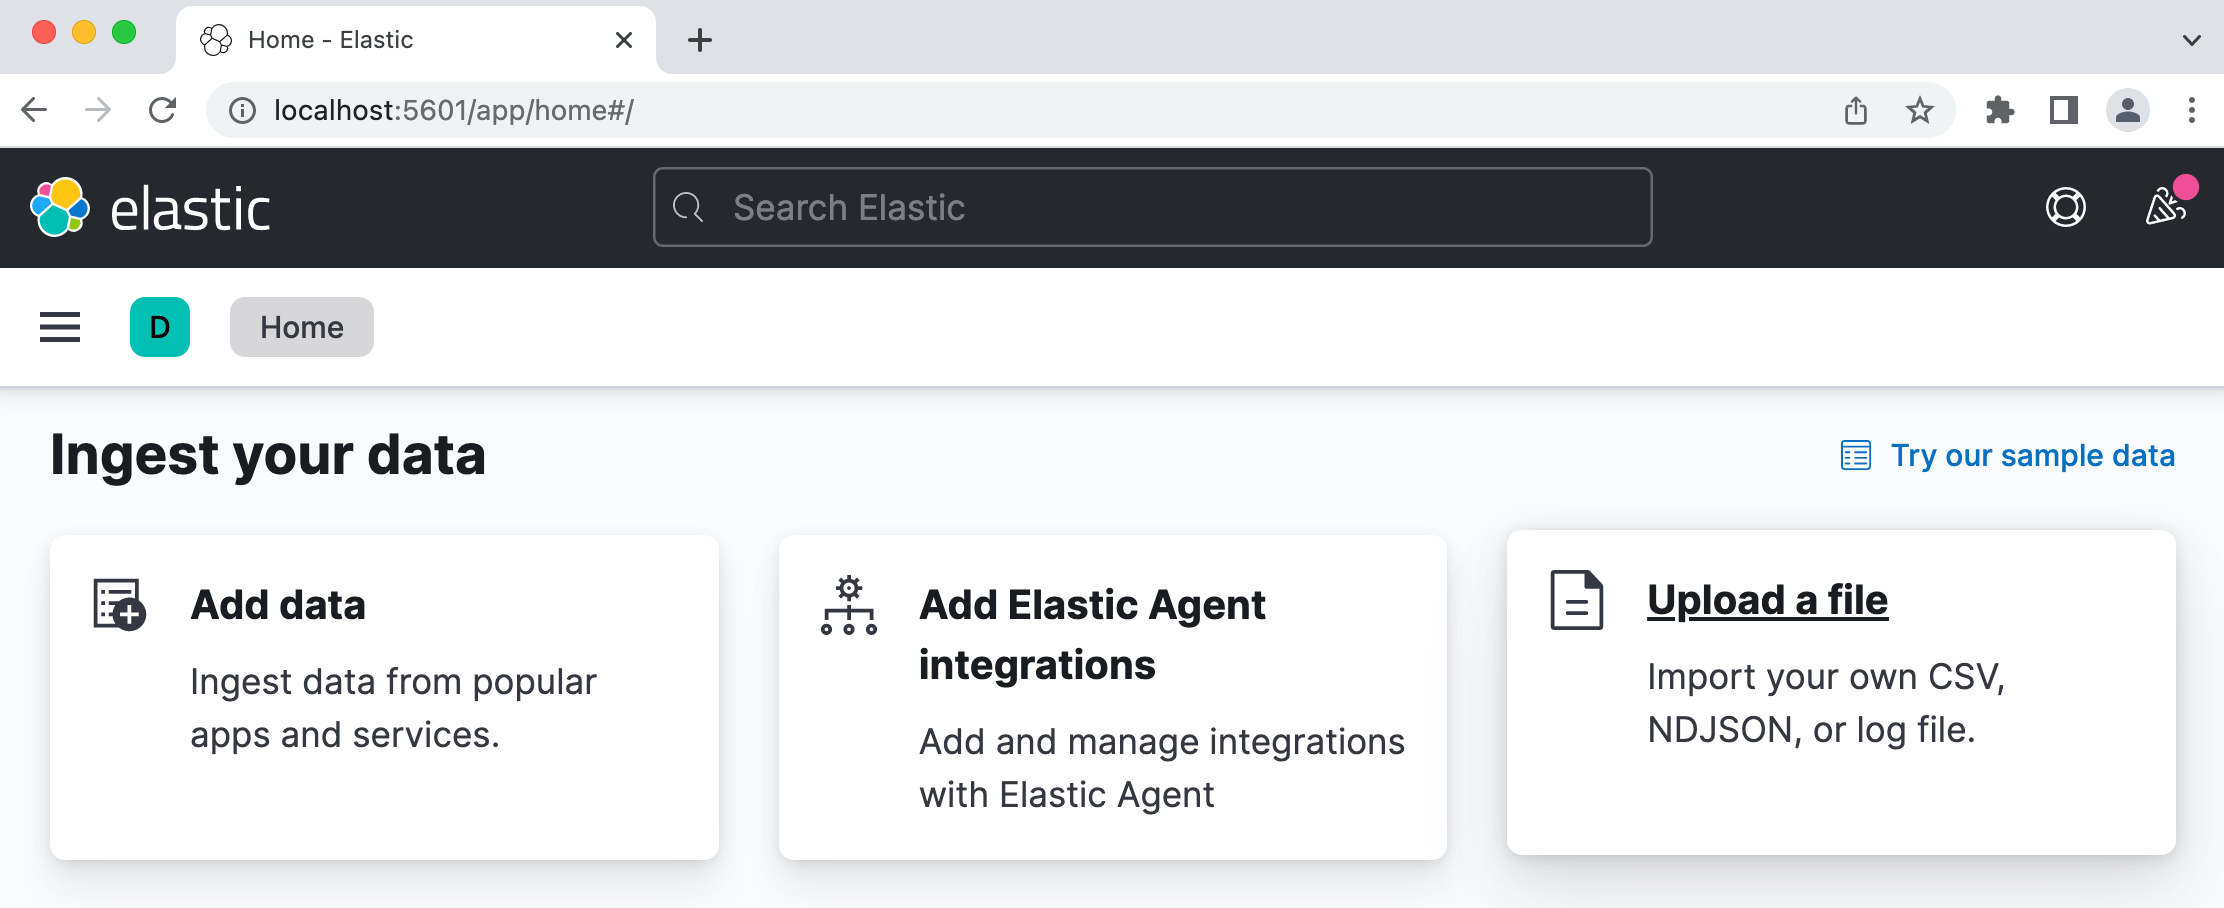 Home - Elastic
localhost:5601/app/home#/
elastic
Search Elastic
D
Home
Ingest your data
Try our sample data
Add data
Ingest data from popular
apps and services.
Add Elastic Agent
integrations
Add and manage integrations
with Elastic Agent
Upload a file
Import your own CSV,
NDJSON, or log file.